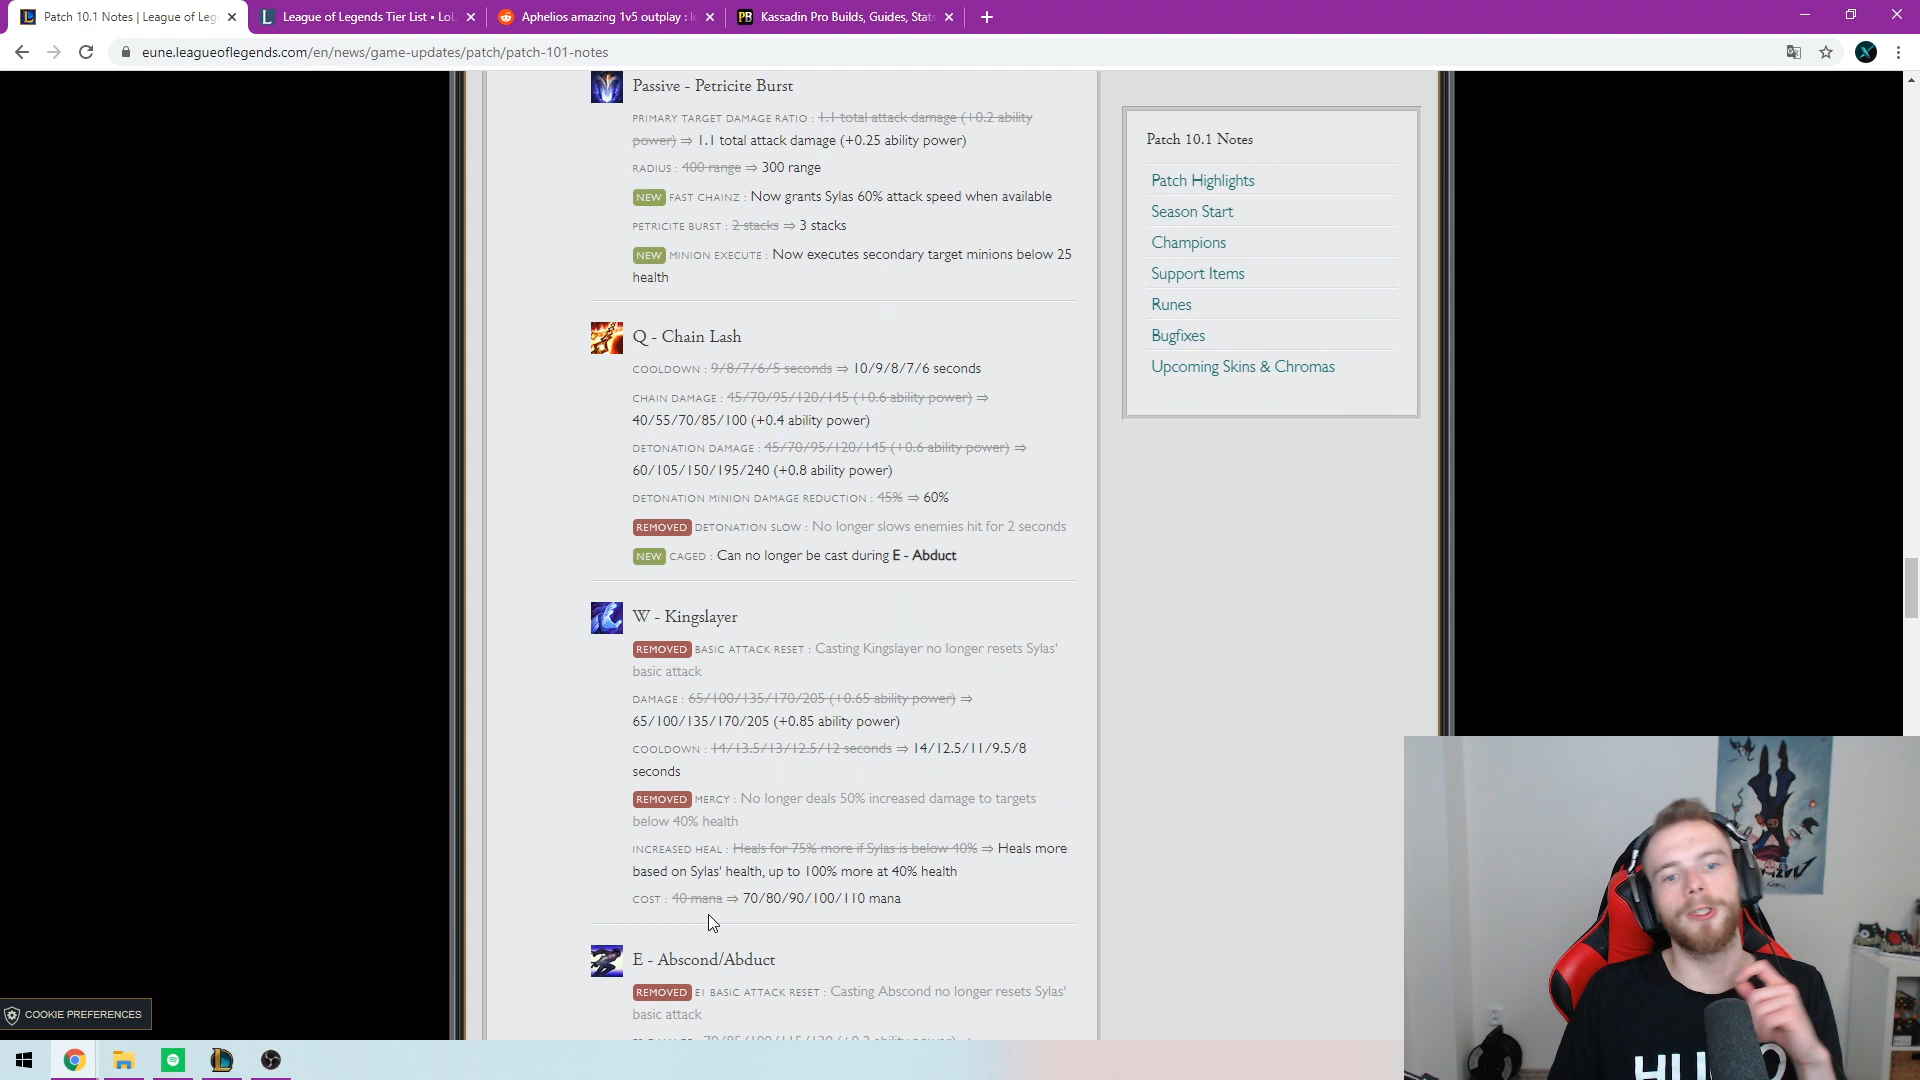 Patch 10.1 Notes | League of Leg
League of Legends Tier List • LoL
Aphelios amazing 1v5 outplay : l
Kassadin Pro Builds, Guides, Stats
eune.leagueoflegends.com/en/news/game-updates/patch/patch-101-notes
Passive - Petricite Burst
PRIMARY TARGET DAMAGE RATIO : 1.1 total attack damage (+0.2 ability
power) ⇒ 1.1 total attack damage (+0.25 ability power)
RADIUS : 400 range ⇒ 300 range
NEW FAST CHAINZ : Now grants Sylas 60% attack speed when available
PETRICITE BURST : 2 stacks ⇒ 3 stacks
NEW MINION EXECUTE : Now executes secondary target minions below 25
health
Q - Chain Lash
COOLDOWN : 9/8/7/6/5 seconds ⇒ 10/9/8/7/6 seconds
CHAIN DAMAGE : 45/70/95/120/145 (+0.6 ability power) ⇒
40/55/70/85/100 (+0.4 ability power)
DETONATION DAMAGE : 45/70/95/120/145 (+0.6 ability power) ⇒
60/105/150/195/240 (+0.8 ability power)
DETONATION MINION DAMAGE REDUCTION : 45% ⇒ 60%
REMOVED DETONATION SLOW : No longer slows enemies hit for 2 seconds
NEW CAGED : Can no longer be cast during E - Abduct
W - Kingslayer
REMOVED BASIC ATTACK RESET : Casting Kingslayer no longer resets Sylas'
basic attack
DAMAGE : 65/100/135/170/205 (+0.65 ability power) ⇒
65/100/135/170/205 (+0.85 ability power)
COOLDOWN : 14/13.5/13/12.5/12 seconds ⇒ 14/12.5/11/9.5/8
seconds
REMOVED MERCY : No longer deals 50% increased damage to targets
below 40% health
INCREASED HEAL : Heals for 75% more if Sylas is below 40% ⇒ Heals more
based on Sylas' health, up to 100% more at 40% health
COST : 40 mana ⇒ 70/80/90/100/110 mana
E - Abscond/Abduct
REMOVED E1 BASIC ATTACK RESET : Casting Abscond no longer resets Sylas'
basic attack
Patch 10.1 Notes
Patch Highlights
Season Start
Champions
Support Items
Runes
Bugfixes
Upcoming Skins & Chromas
COOKIE PREFERENCES